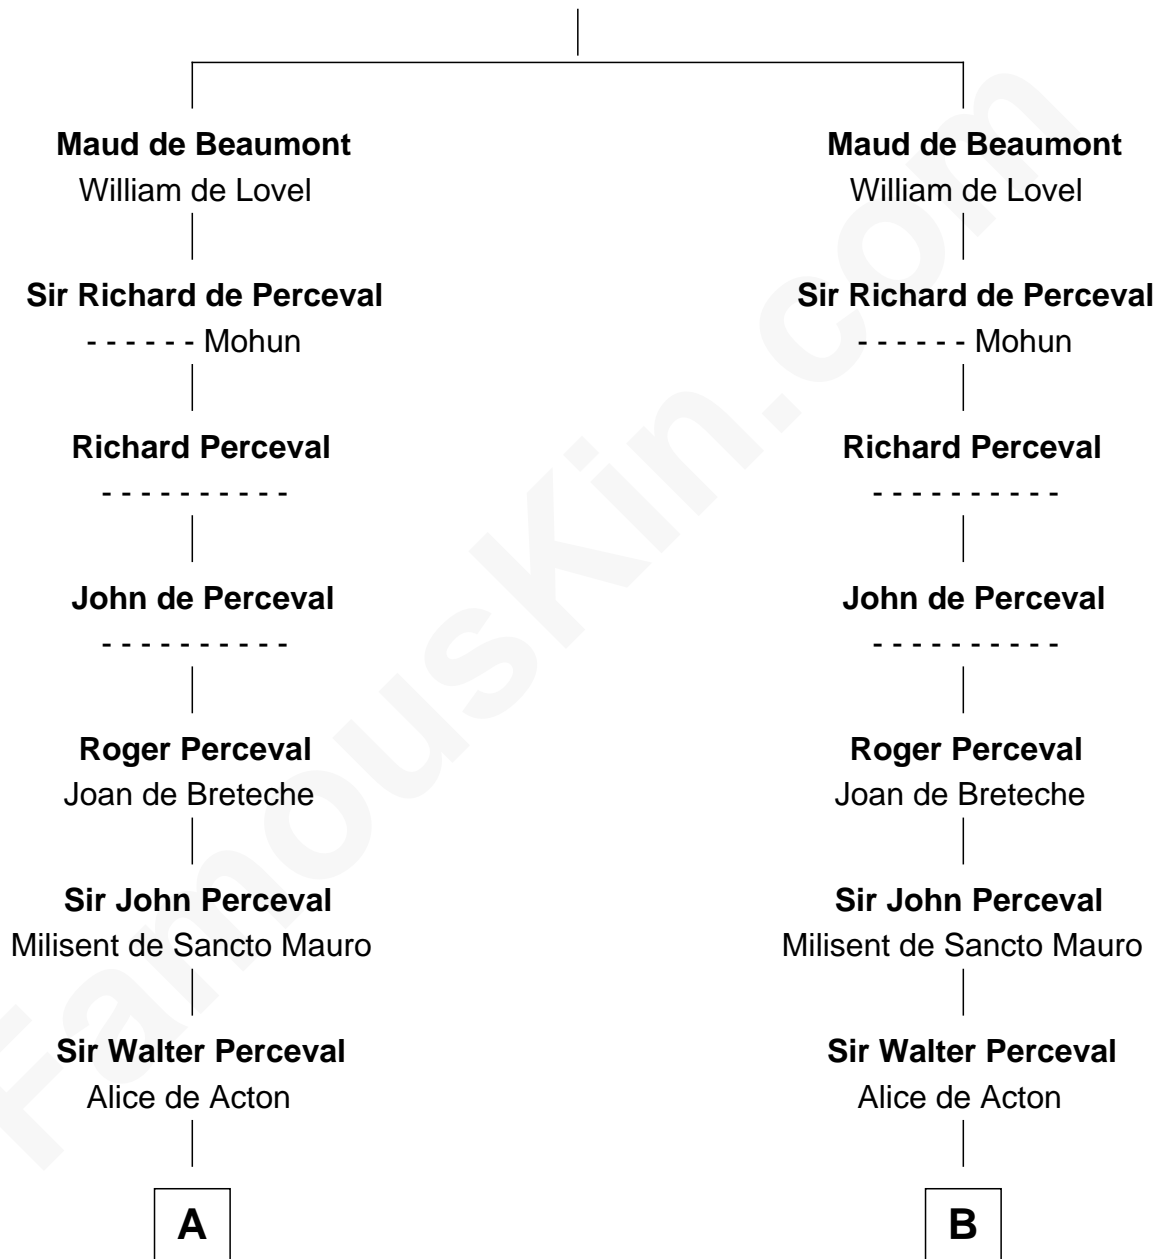 Maud de Beaumont Maud de Beaumont
William de Lovel William de Lovel
Sir Richard de Perceval Sir Richard de Perceval
- - - - - - Mohun - - - - - - Mohun
Richard Perceval Richard Perceval
- - - - - - - - - - - - - - - - - - - -
John de Perceval John de Perceval
- - - - - - - - - - - - - - - - - - - -
Roger Perceval Roger Perceval
Joan de Breteche Joan de Breteche
Sir John Perceval Sir John Perceval
Milisent de Sancto Mauro Milisent de Sancto Mauro
Sir Walter Perceval Sir Walter Perceval
Alice de Acton Alice de Acton
A B
FamousKin.com